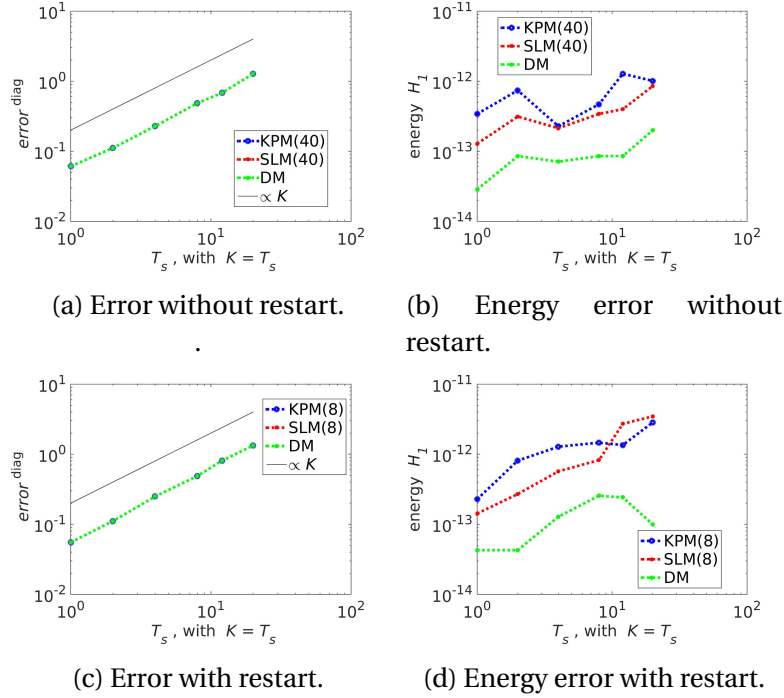 10^1
10^0
10^-1
10^-2
error^diag
KPM(40)
SLM(40)
DM
∝ K
10^0 10^1 10^2
T_s , with K = T_s
(a) Error without restart.
.
10^-11
10^-12
10^-13
10^-14
energy H_1
KPM(40)
SLM(40)
DM
10^0 10^1 10^2
T_s , with K = T_s
(b) Energy error without
restart.
10^1
10^0
10^-1
10^-2
error^diag
KPM(8)
SLM(8)
DM
∝ K
10^0 10^1 10^2
T_s , with K = T_s
(c) Error with restart.
10^-11
10^-12
10^-13
10^-14
energy H_1
KPM(8)
SLM(8)
DM
10^0 10^1 10^2
T_s , with K = T_s
(d) Energy error with restart.